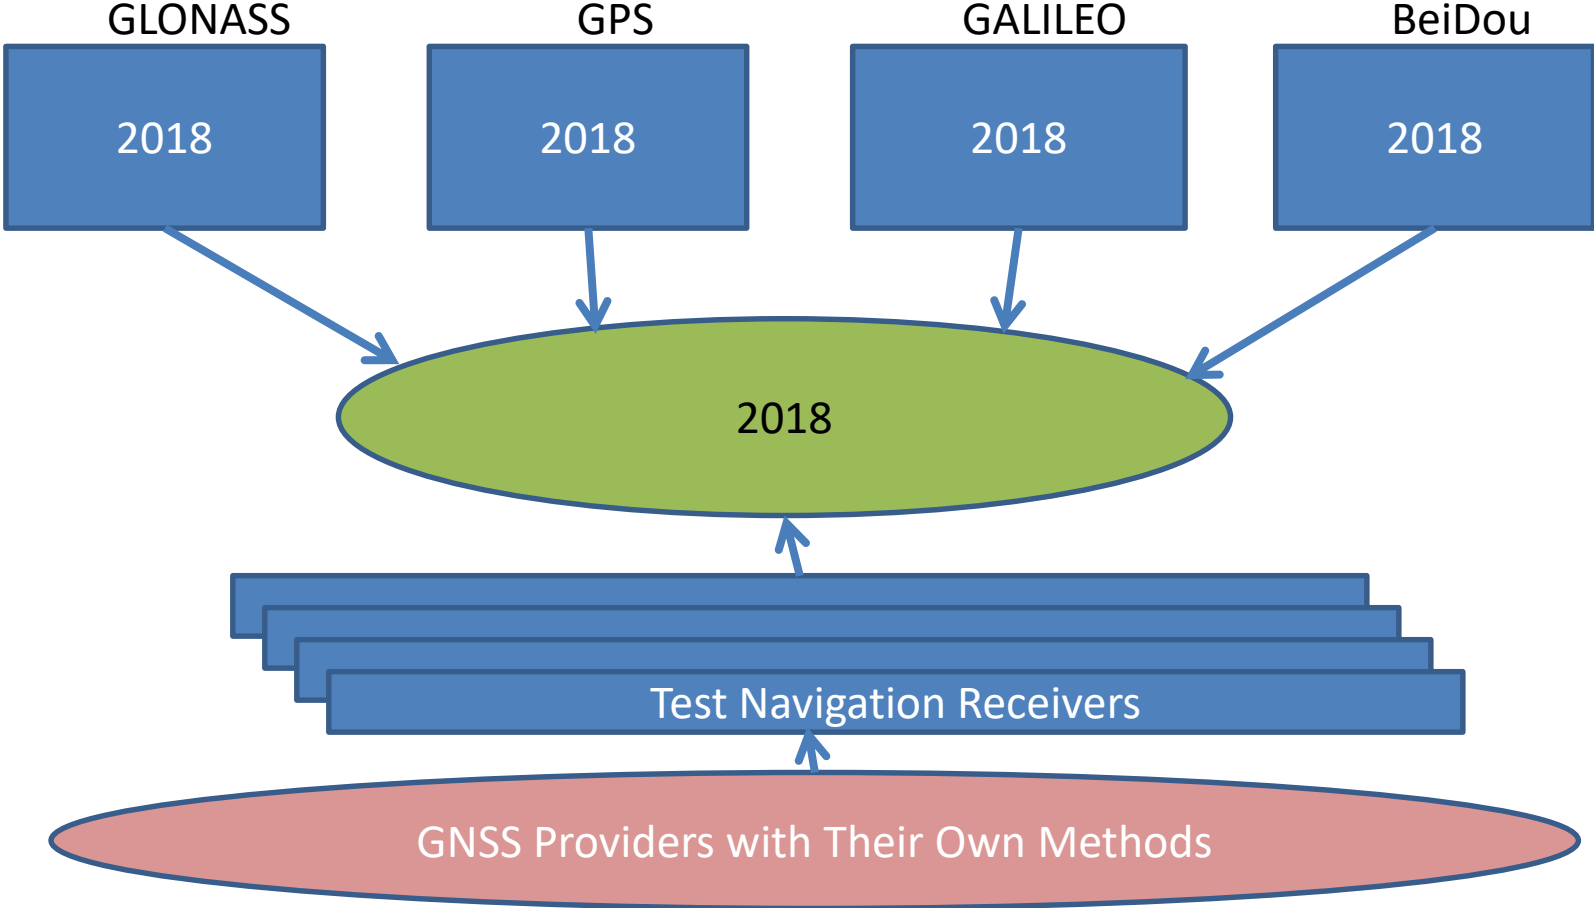 GLONASS
GPS
GALILEO
BeiDou
2018
2018
2018
2018
2018
Test Navigation Receivers
GNSS Providers with Their Own Methods